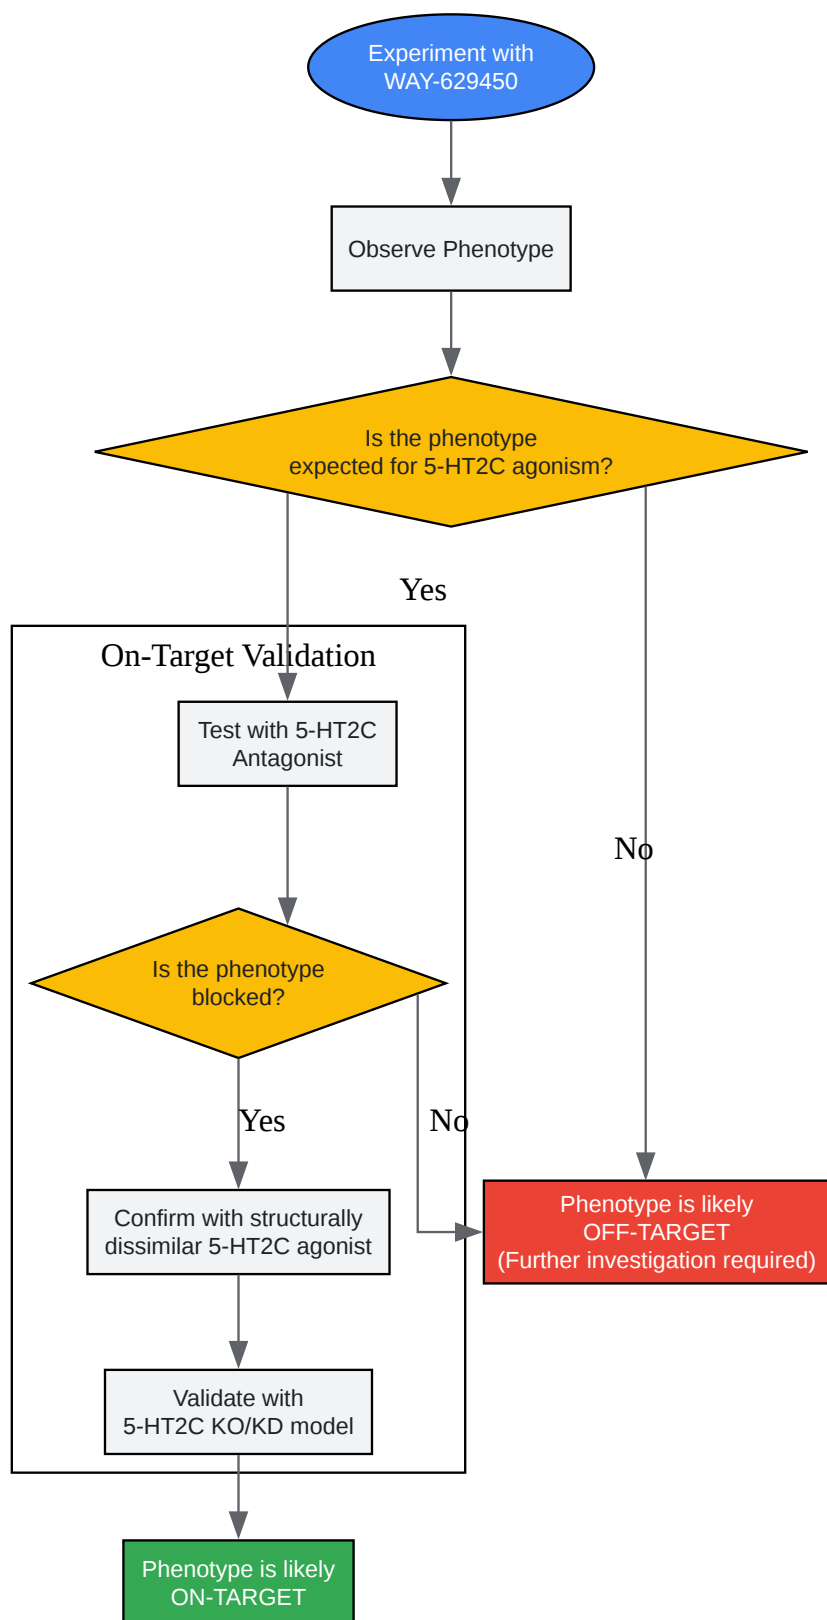 Experiment with
WAY-629450
Observe Phenotype
Is the phenotype
expected for 5-HT2C agonism?
Yes
On-Target Validation
Test with 5-HT2C
Antagonist
No
Is the phenotype
blocked?
Yes
No
Confirm with structurally
dissimilar 5-HT2C agonist
Phenotype is likely
OFF-TARGET
(Further investigation required)
Validate with
5-HT2C KO/KD model
Phenotype is likely
ON-TARGET